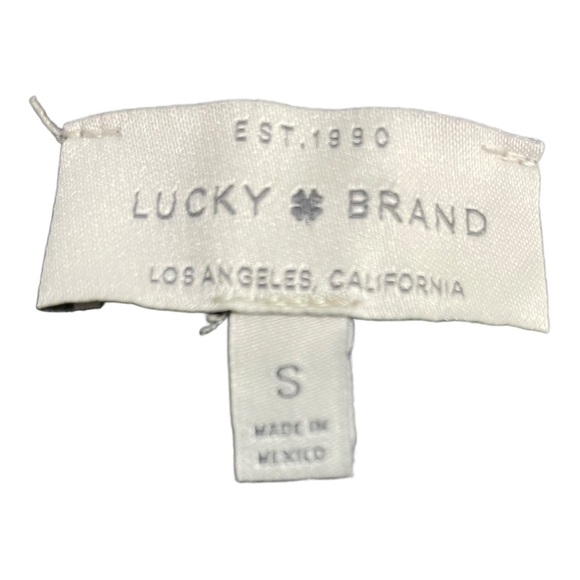 EST.1990
LUCKY BRAND
LOS ANGELES, CALIFORNIA
S
MADE IN
MEXICO